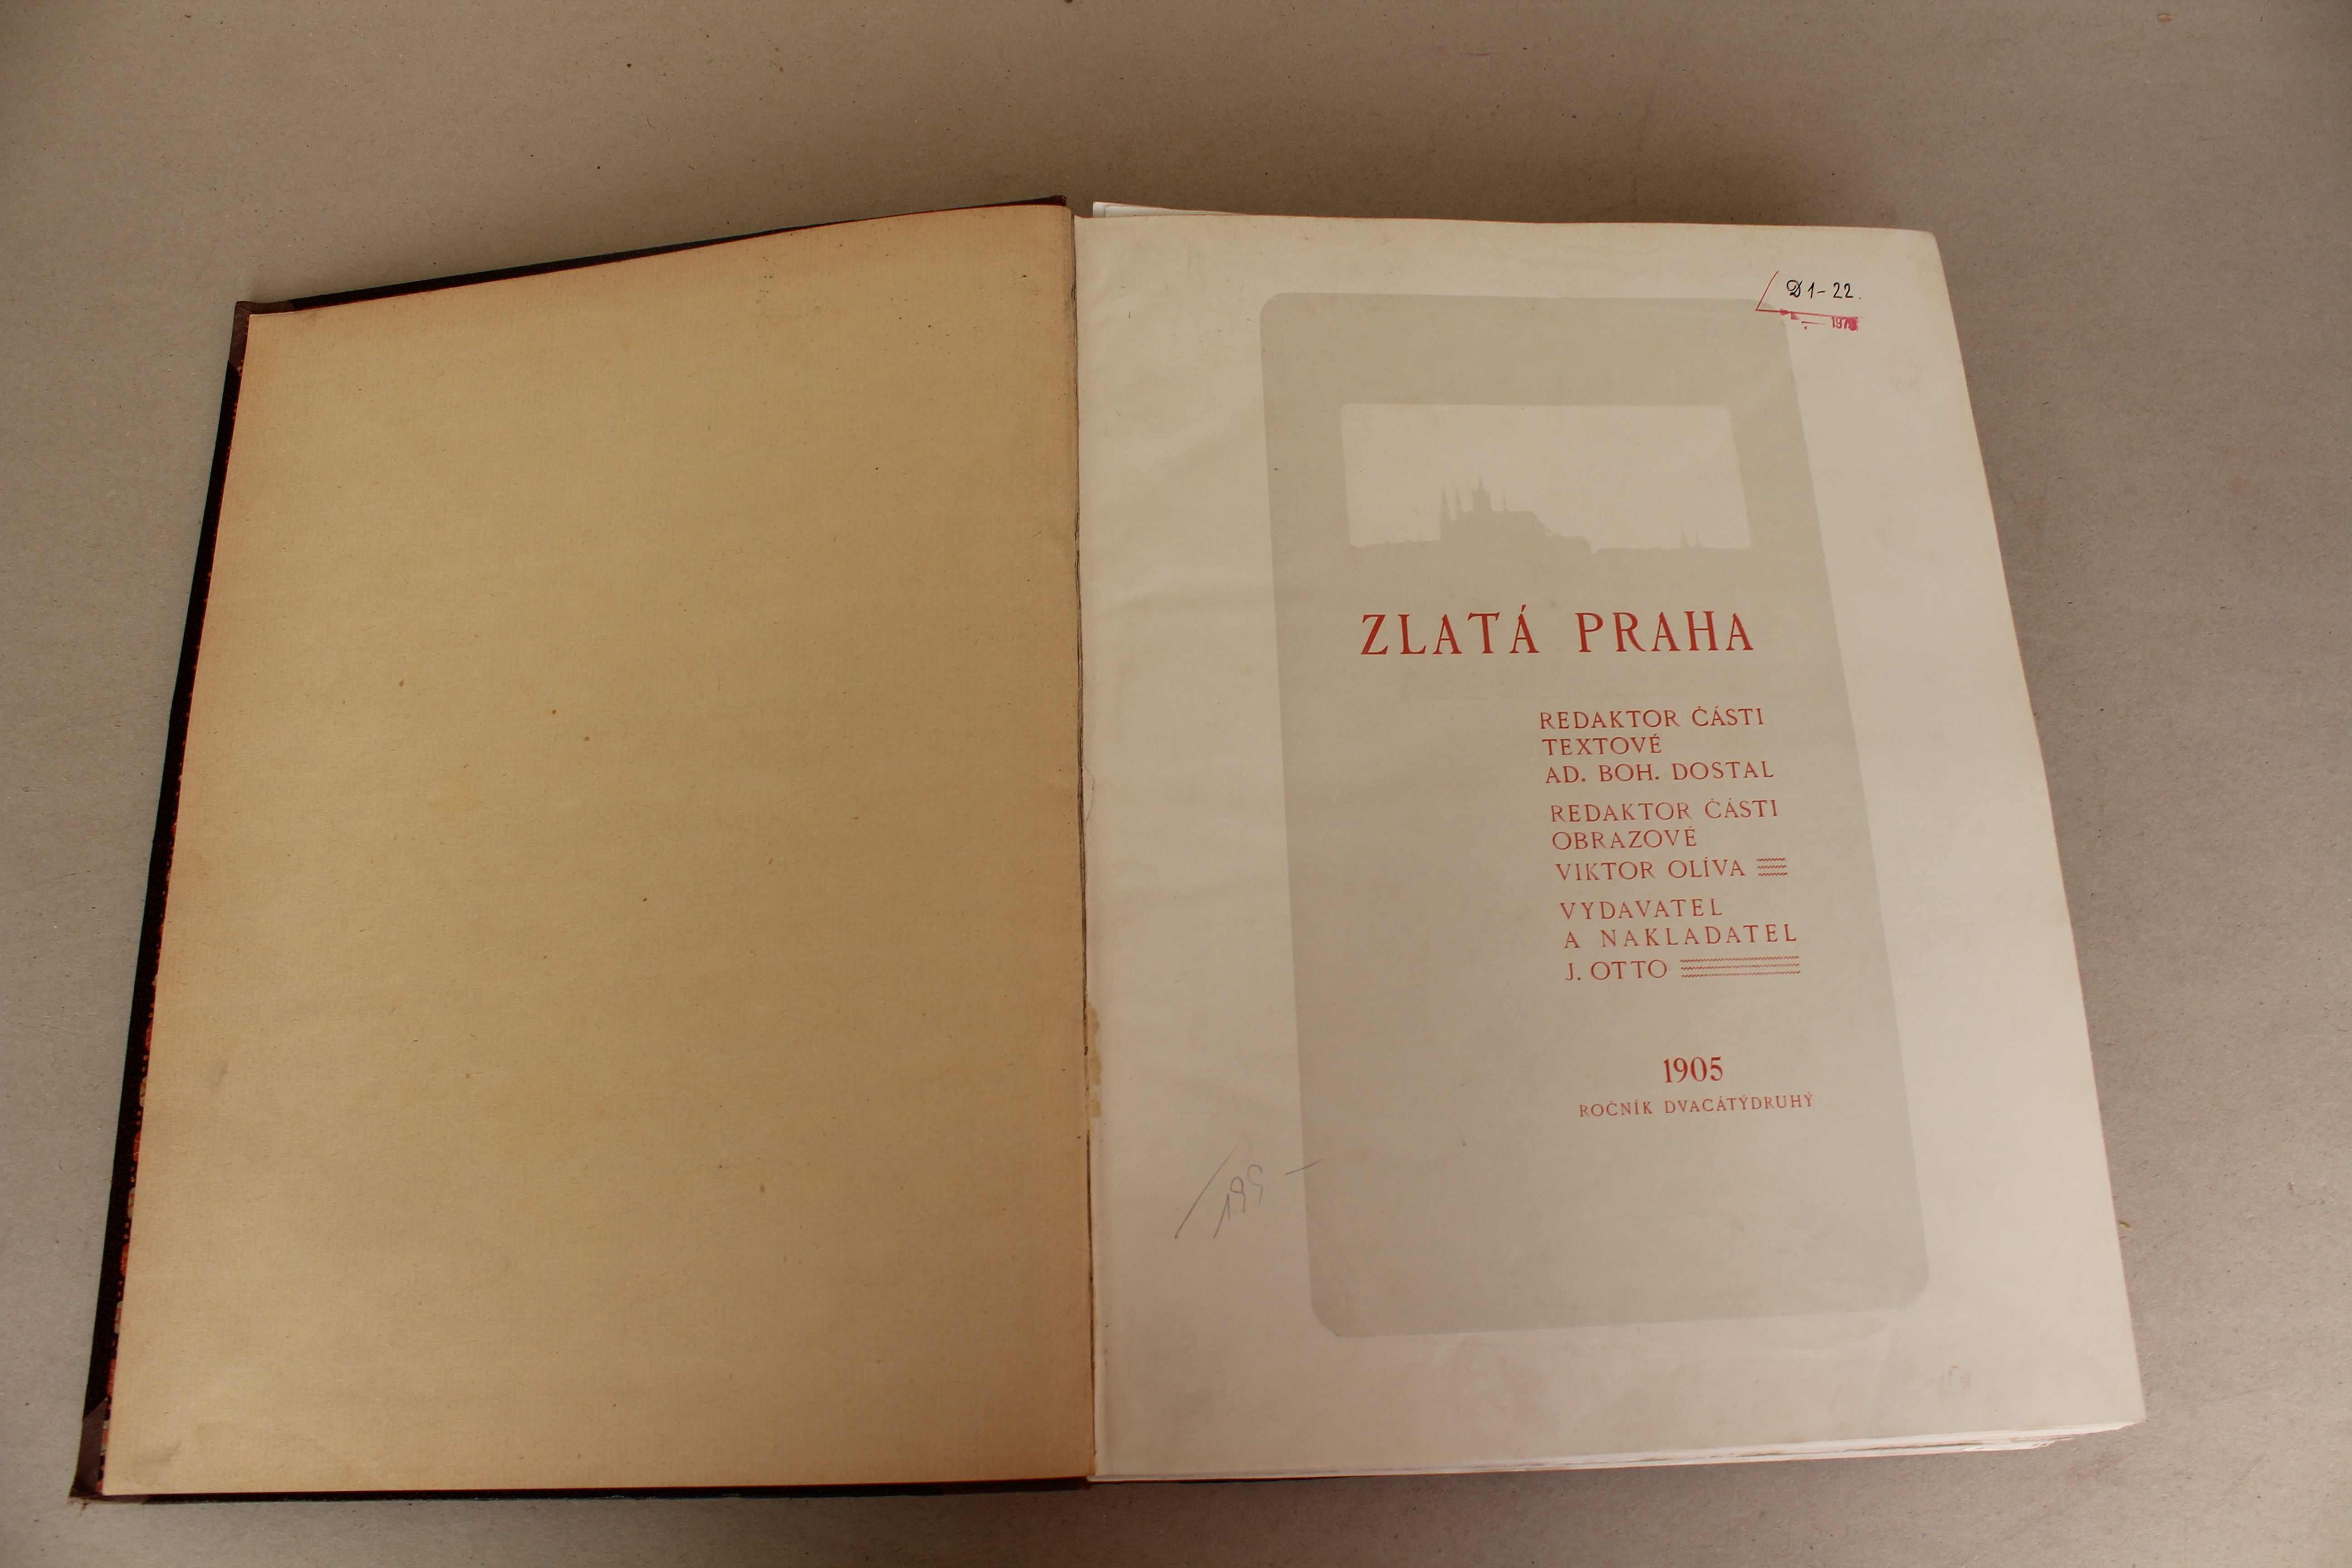 D1-22.
ZLATÁ PRAHA
REDAKTOR ČÁSTI
TEXTOVÉ
AD. BOH. DOSTAL
REDAKTOR ČÁSTI
OBRAZOVÉ
VIKTOR OLÍVA
VYDAVATEL
A NAKLADATEL
J. OTTO
1905
ROČNÍK DVACÁTÝDRUHÝ